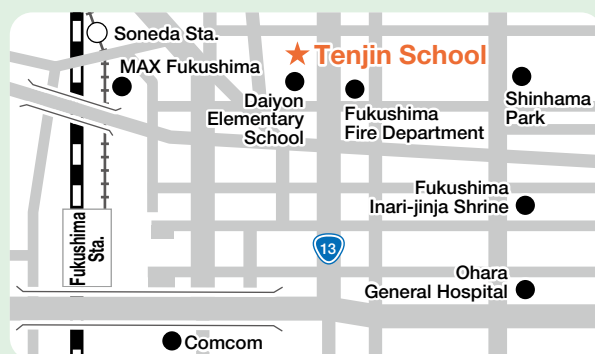 Soneda Sta.
★ Tenjin School
MAX Fukushima
Daiyon
Elementary
School
Fukushima
Fire Department
Shinhama
Park
Fukushima
Inari-jinja Shrine
Fukushima
Sta.
13
Ohara
General Hospital
Comcom